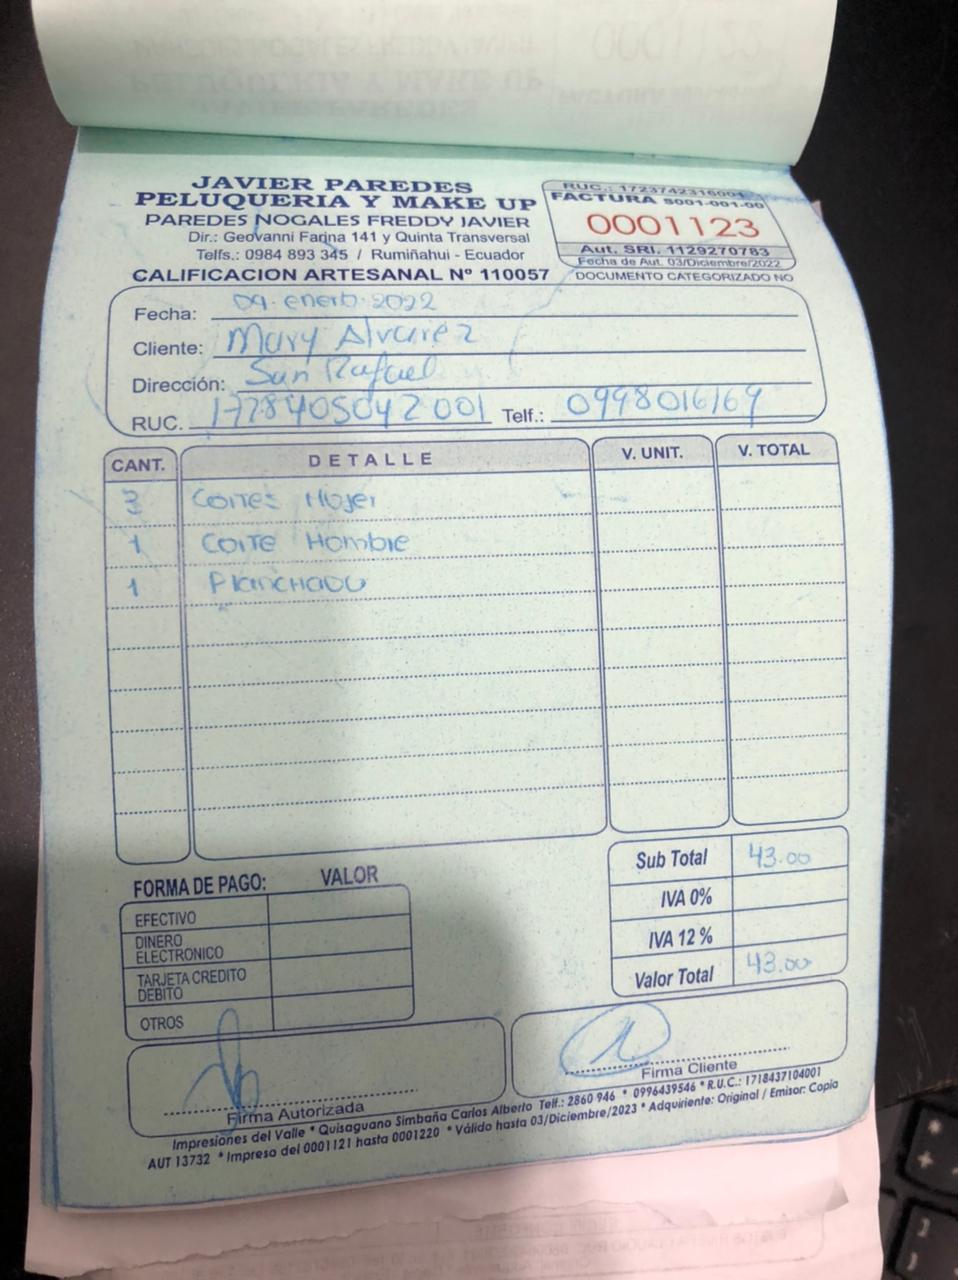 JAVIER PAREDES
PELUQUERIA Y MAKE UP
PAREDES NOGALES FREDDY JAVIER
Dir.: Geovanni Farina 141 y Quinta Transversal
Telfs.: 0984 893 345 / Rumiñahui - Ecuador
CALIFICACION ARTESANAL Nº 110057
RUC.: 1723742316001
FACTURA S001-001-00
0001123
Aut. SRI. 1129270783
Fecha de Aut. 03/Diciembre/2022
DOCUMENTO CATEGORIZADO NO
Fecha: 09. enero. 2022
Cliente: Mary Alvarez
Dirección: San Rafael
RUC. 1728405042001 Telf.: 0998016169
CANT. DETALLE V. UNIT. V. TOTAL
3 Cortes Mujer
1 Corte Hombre
1 Planchado
Sub Total 43.00
IVA 0%
IVA 12 %
Valor Total 43.00
FORMA DE PAGO: VALOR
EFECTIVO
DINERO ELECTRONICO
TARJETA CREDITO DEBITO
OTROS
Firma Autorizada
Firma Cliente
Impresiones del Valle * Quisaguano Simbaña Carlos Alberto Telf.: 2860 946 * 0996439546 * R.U.C.: 1718437104001
AUT 13732 * Impreso del 0001121 hasta 0001220 * Válido hasta 03/Diciembre/2023 * Adquiriente: Original / Emisor: Copia